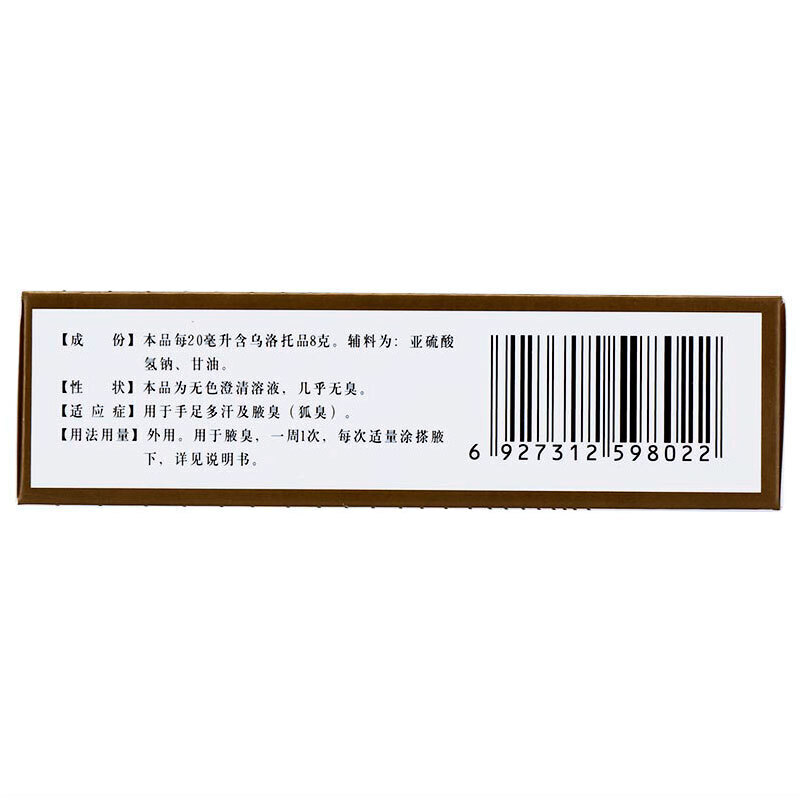 【成　份】本品每20毫升含乌洛托品8克。辅料为：亚硫酸
氢钠、甘油。
【性　状】本品为无色澄清溶液，几乎无臭。
【适应症】用于手足多汗及腋臭（狐臭）。
【用法用量】外用。用于腋臭，一周1次，每次适量涂搽腋
下，详见说明书。
6 927312 598022